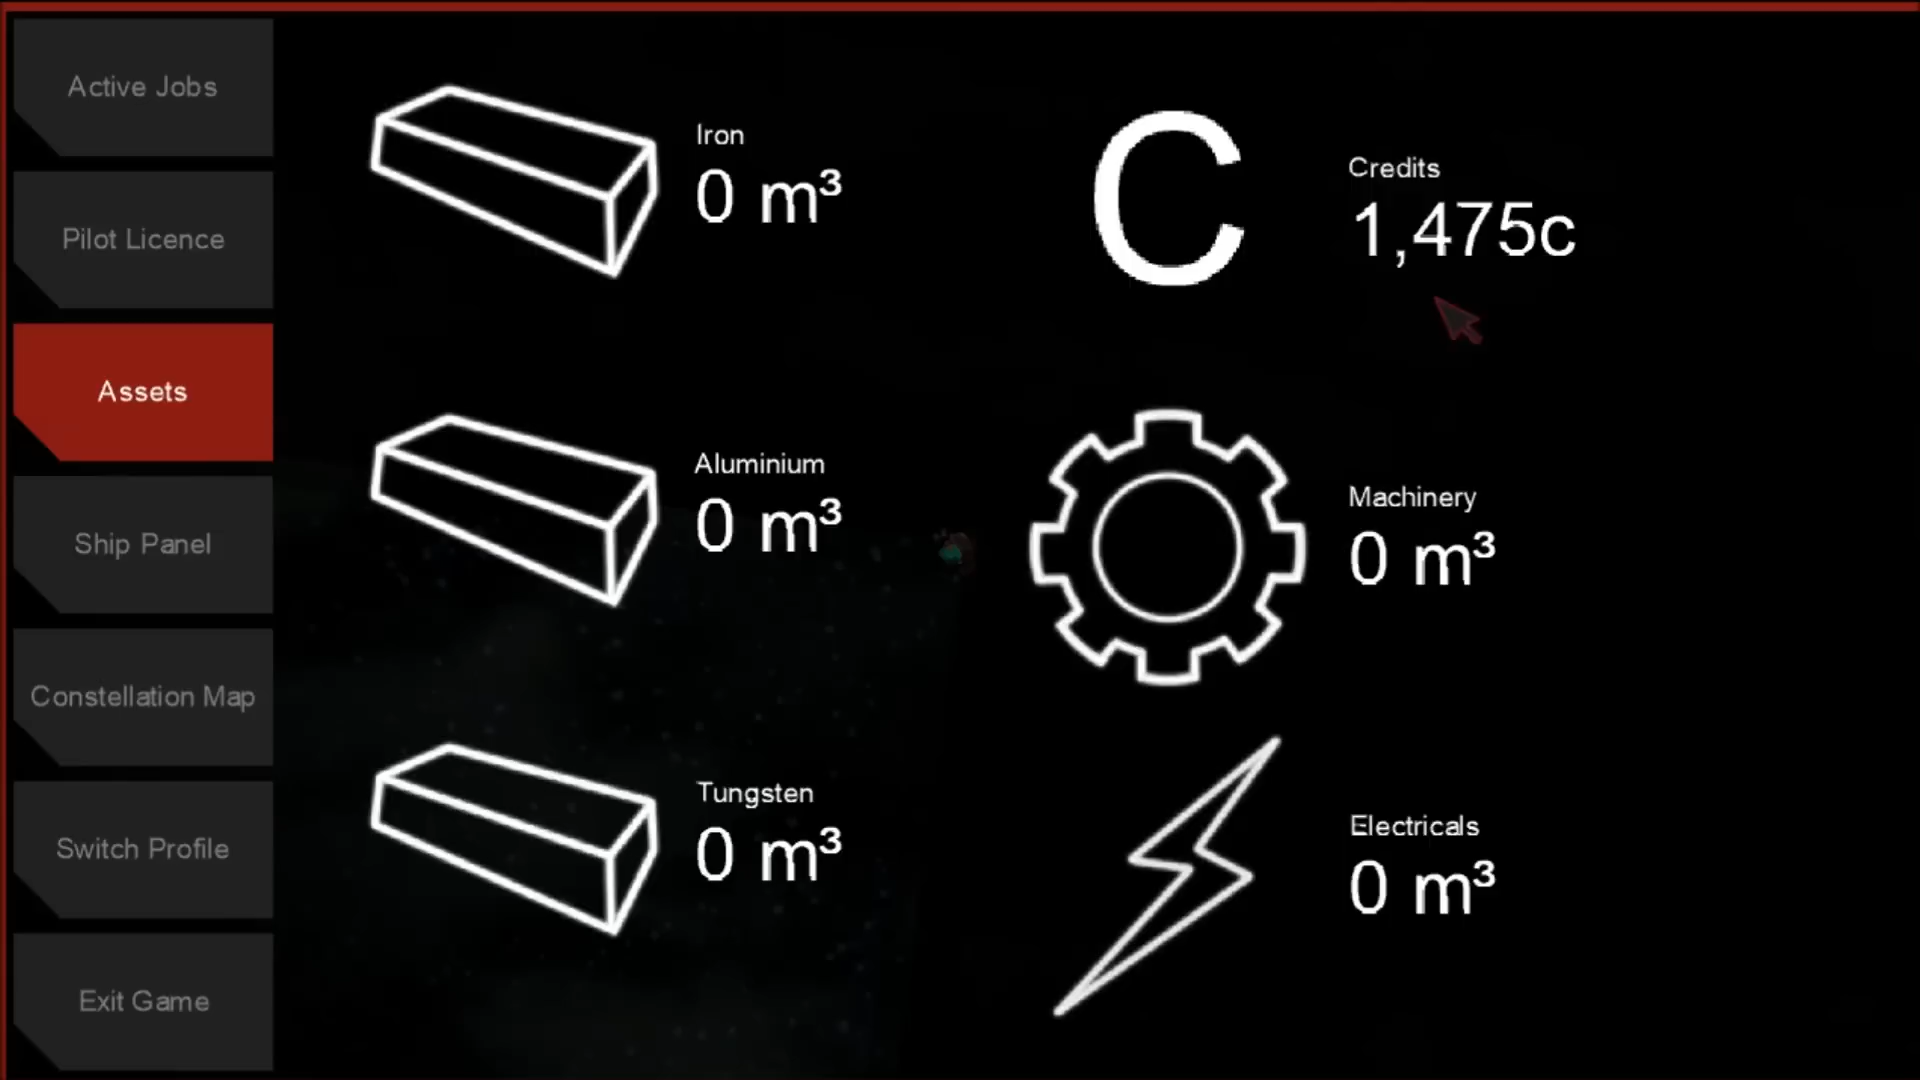 Active Jobs
Pilot Licence
Assets
Ship Panel
Constellation Map
Switch Profile
Exit Game
Iron
0 m³
Aluminium
0 m³
Tungsten
0 m³
C
Credits
1,475c
Machinery
0 m³
Electricals
0 m³